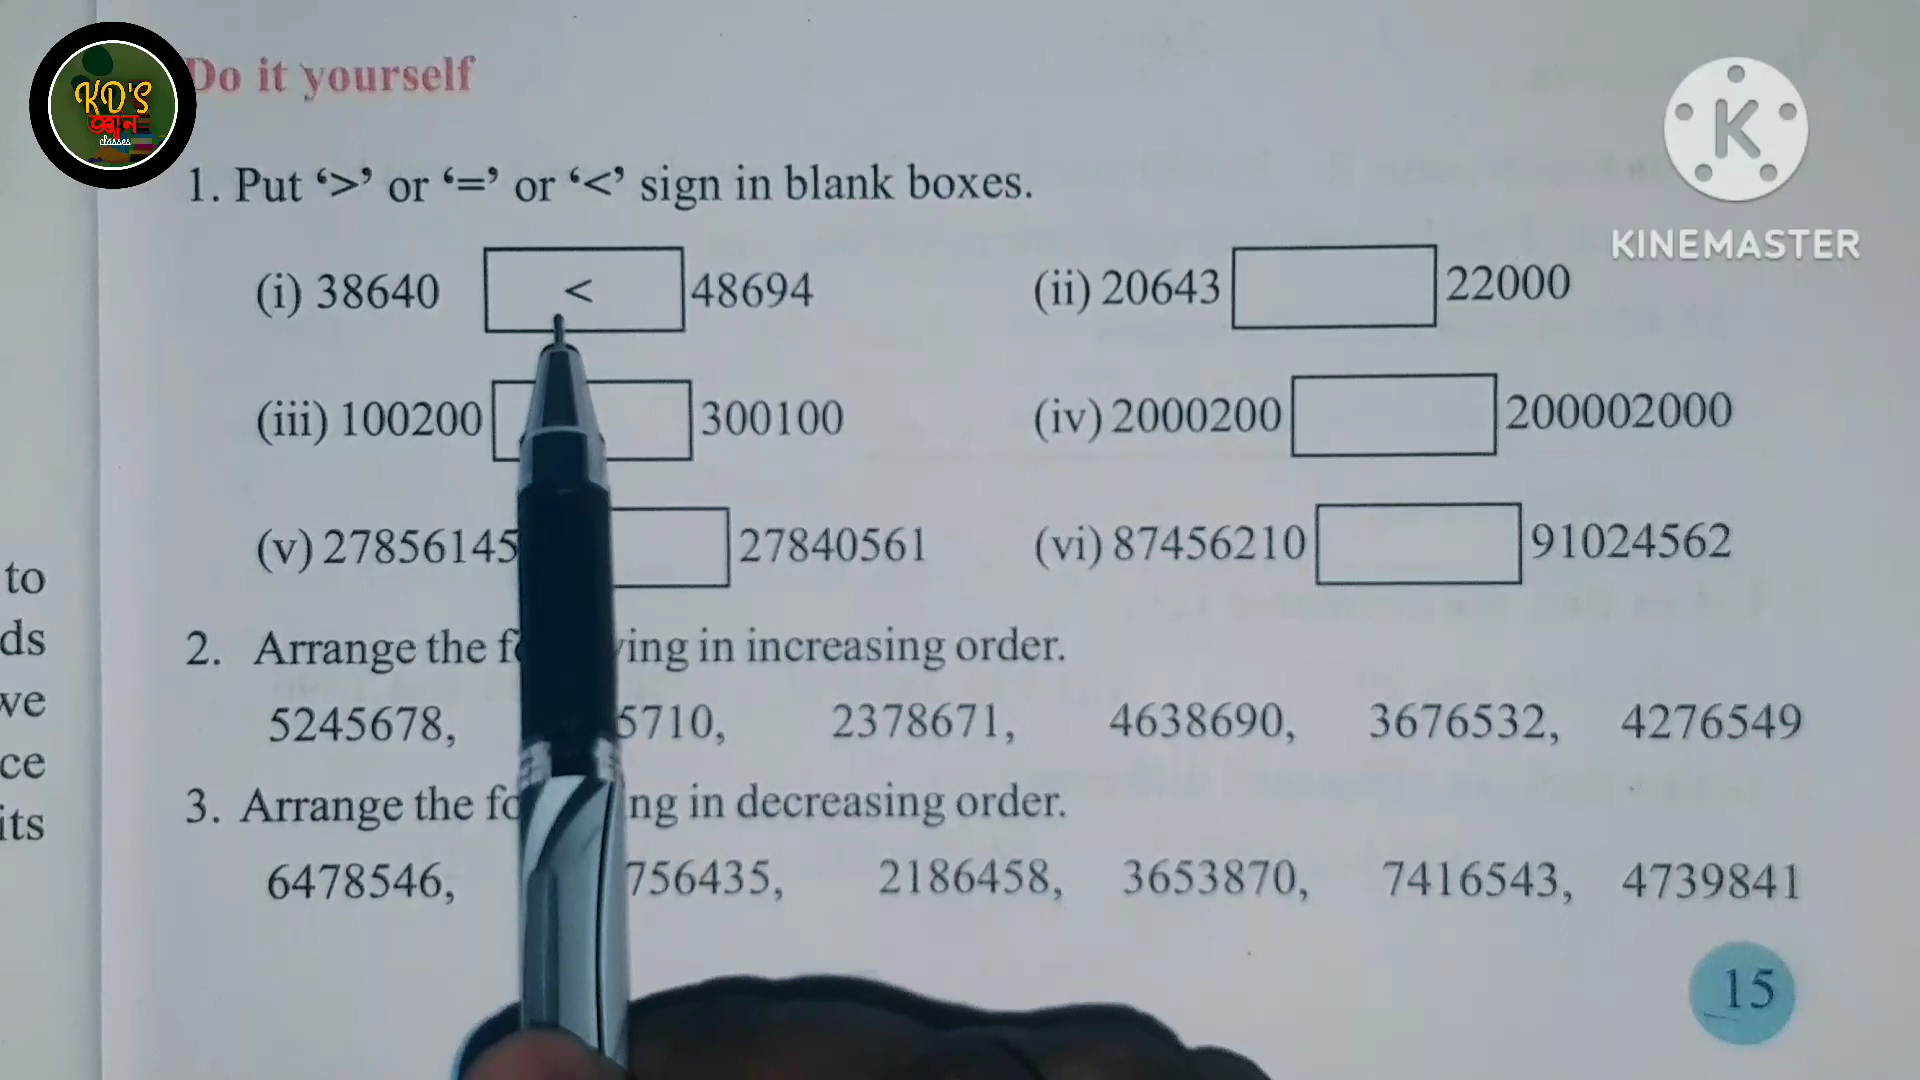 KD'S
জ্ঞান
classes
Do it yourself
K
KINEMASTER
1. Put ‘>’ or ‘=’ or ‘<’ sign in blank boxes.
(i) 38640 < 48694 (ii) 20643 22000
(iii) 100200 300100 (iv) 2000200 200002000
(v) 27856145 27840561 (vi) 87456210 91024562
to
ds
ve
ce
its
2. Arrange the in increasing order.
5245678, 5710, 2378671, 4638690, 3676532, 4276549
3. Arrange the in decreasing order.
6478546, 756435, 2186458, 3653870, 7416543, 4739841
15